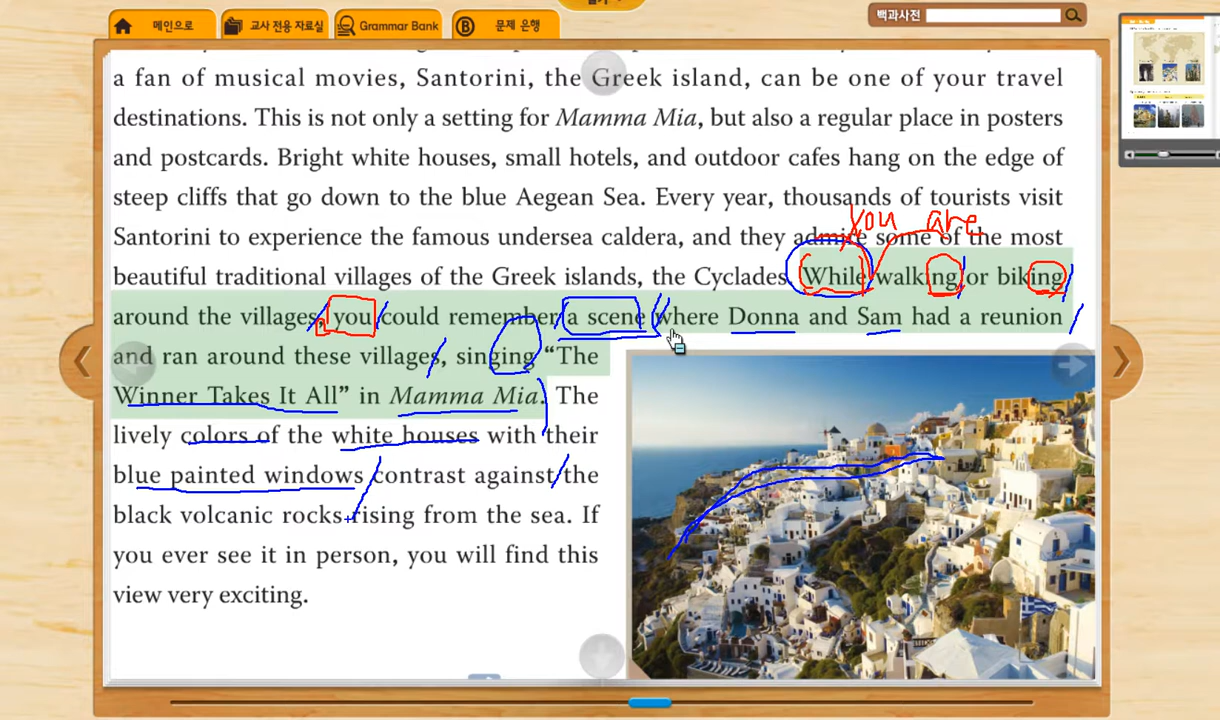 메인으로 교사 전용 자료실 Grammar Bank B 문제 은행 백과사전
a fan of musical movies, Santorini, the Greek island, can be one of your travel
destinations. This is not only a setting for Mamma Mia, but also a regular place in posters
and postcards. Bright white houses, small hotels, and outdoor cafes hang on the edge of
steep cliffs that go down to the blue Aegean Sea. Every year, thousands of tourists visit
you are
Santorini to experience the famous undersea caldera, and they admire some of the most
beautiful traditional villages of the Greek islands, the Cyclades. While walking or biking
around the villages, you could remember a scene where Donna and Sam had a reunion
and ran around these villages, singing “The
Winner Takes It All” in Mamma Mia. The
lively colors of the white houses with their
blue painted windows contrast against the
black volcanic rocks rising from the sea. If
you ever see it in person, you will find this
view very exciting.